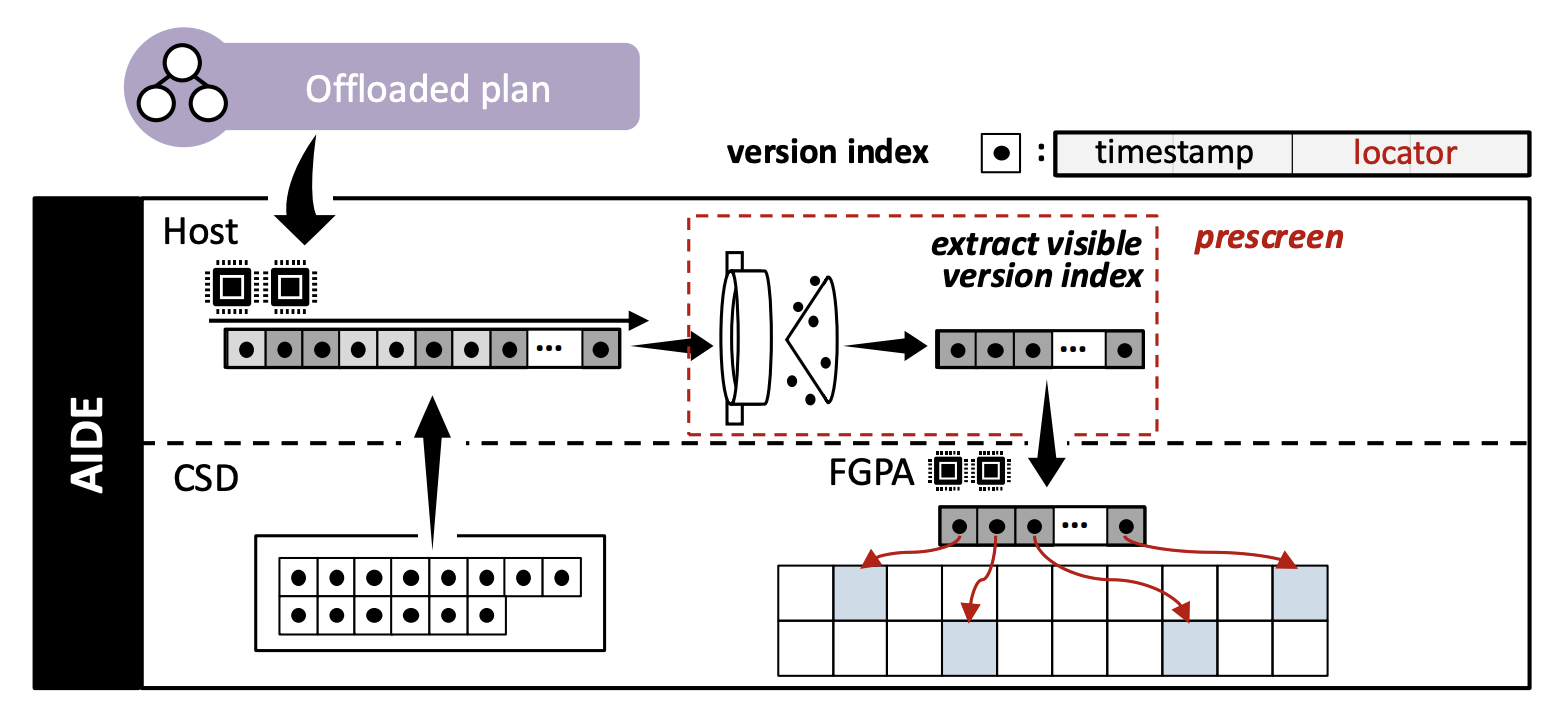 Offloaded plan
version index : timestamp locator
AIDE
Host
extract visible
version index
prescreen
...
...
CSD
FGPA
...